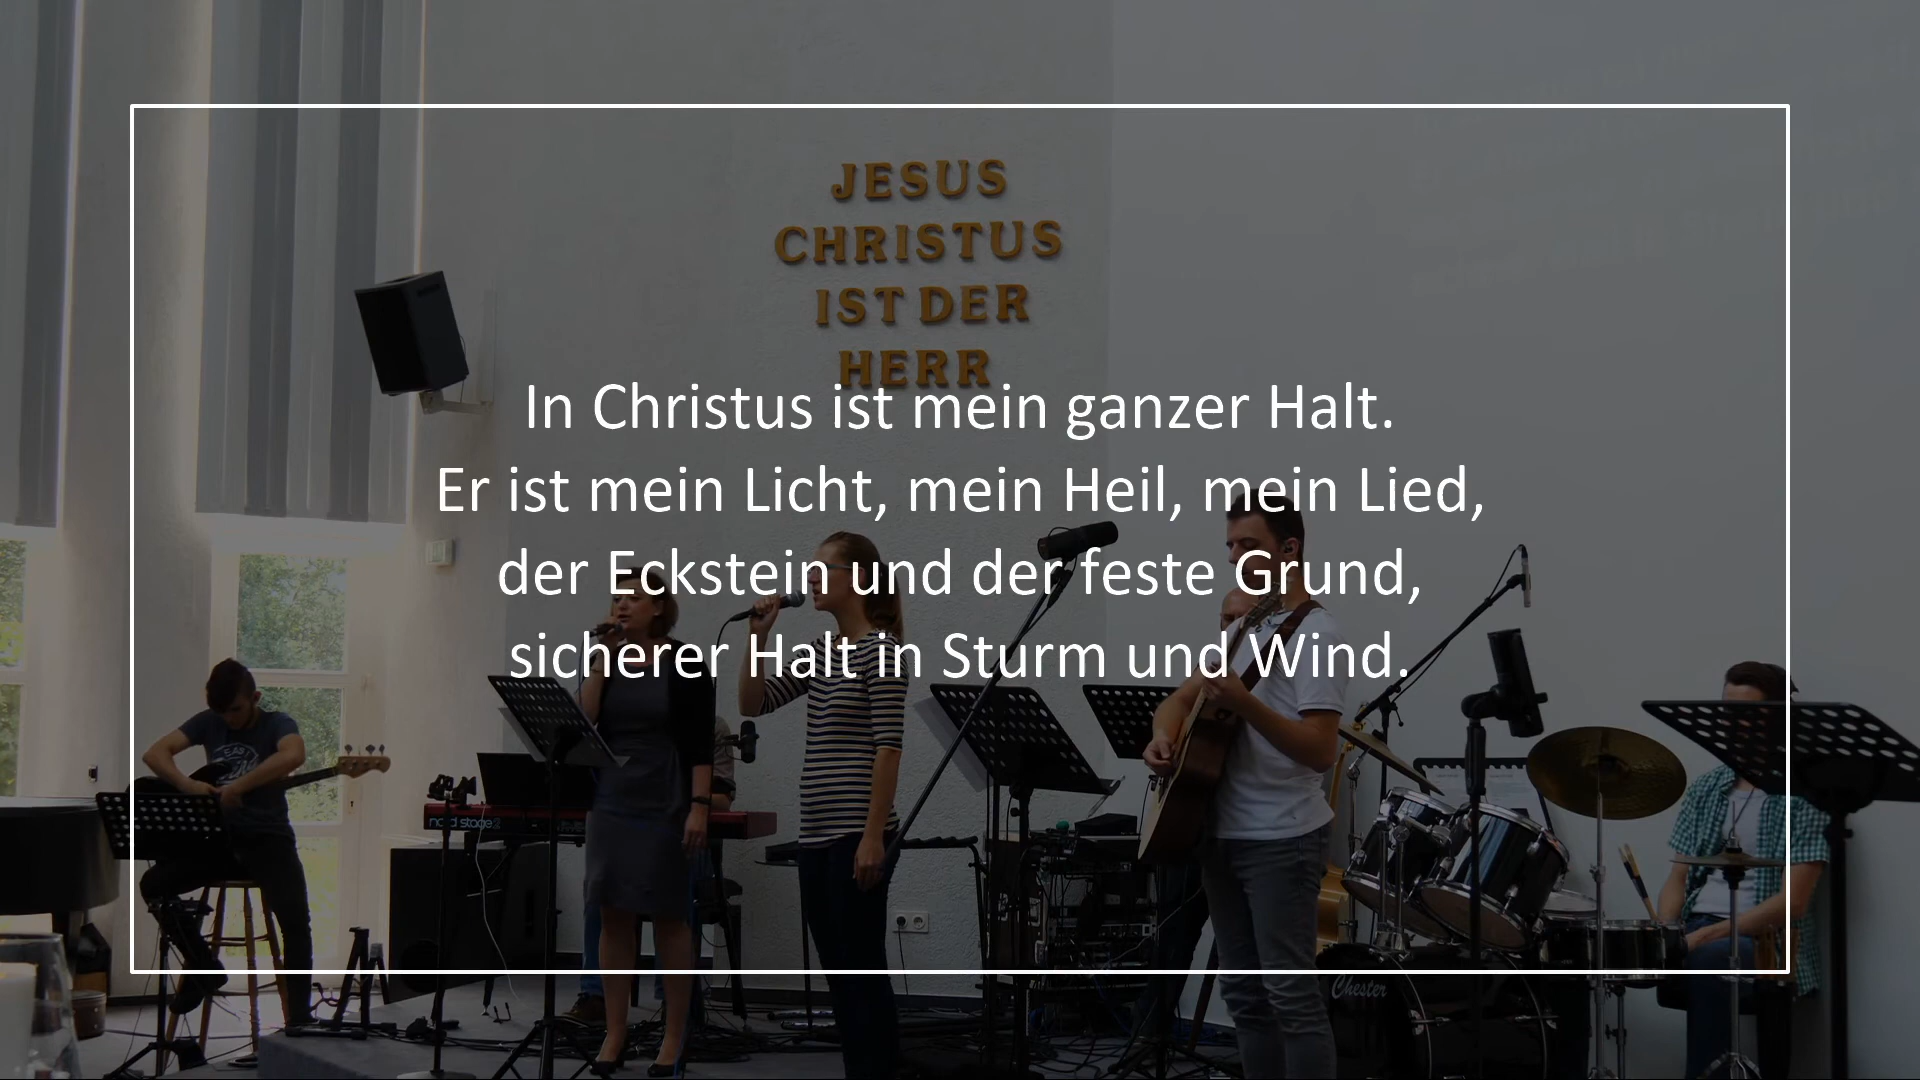 JESUS
CHRISTUS
IST DER
HERR
In Christus ist mein ganzer Halt.
Er ist mein Licht, mein Heil, mein Lied,
der Eckstein und der feste Grund,
sicherer Halt in Sturm und Wind.
nord stage
Chester